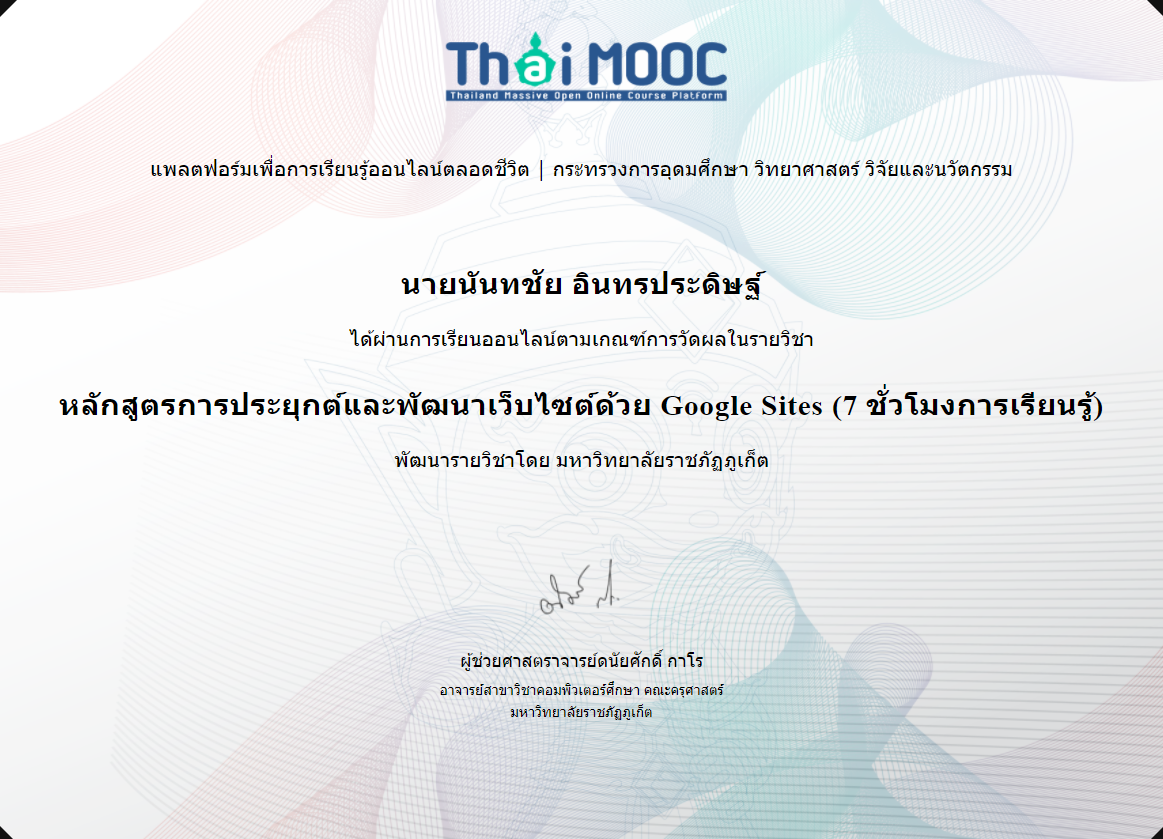 Thai MOOC
Thailand Massive Open Online Course Platform
แพลตฟอร์มเพื่อการเรียนรู้ออนไลน์ตลอดชีวิต | กระทรวงการอุดมศึกษา วิทยาศาสตร์ วิจัยและนวัตกรรม
นายนันทชัย อินทรประดิษฐ์
ได้ผ่านการเรียนออนไลน์ตามเกณฑ์การวัดผลในรายวิชา
หลักสูตรการประยุกต์และพัฒนาเว็บไซต์ด้วย Google Sites (7 ชั่วโมงการเรียนรู้)
พัฒนารายวิชาโดย มหาวิทยาลัยราชภัฏภูเก็ต
ผู้ช่วยศาสตราจารย์ดนัยศักดิ์ กาโร
อาจารย์สาขาวิชาคอมพิวเตอร์ศึกษา คณะครุศาสตร์
มหาวิทยาลัยราชภัฏภูเก็ต